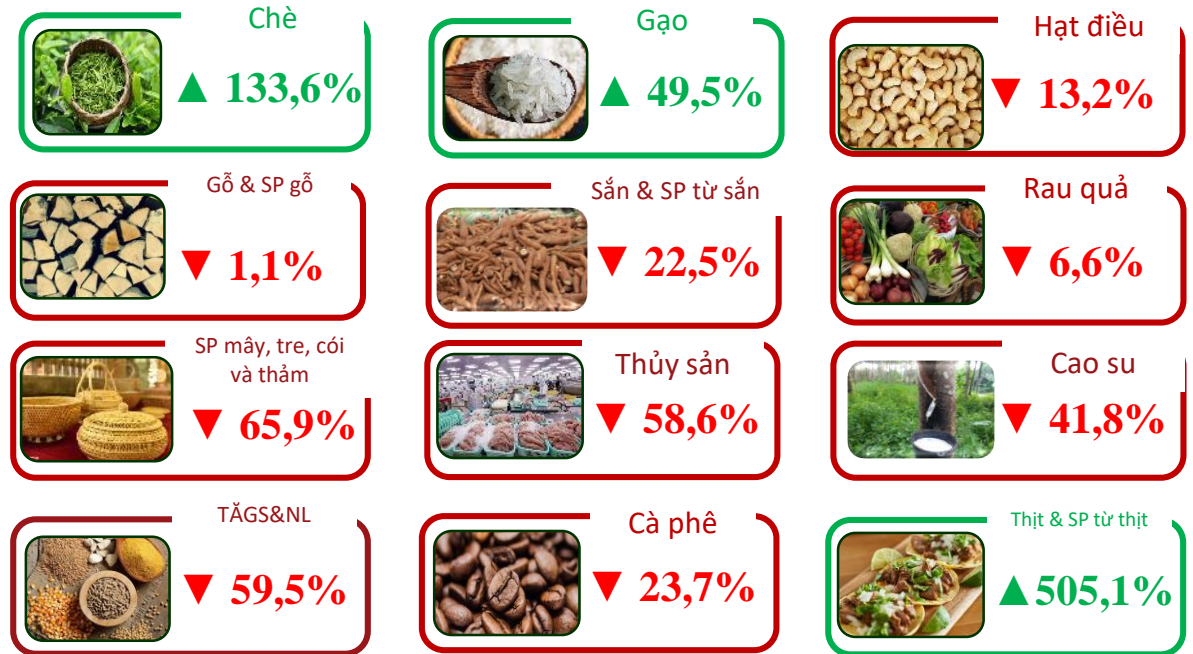 Chè
▲ 133,6%
Gạo
▲ 49,5%
Hạt điều
▼ 13,2%
Gỗ & SP gỗ
▼ 1,1%
Sắn & SP từ sắn
▼ 22,5%
Rau quả
▼ 6,6%
SP mây, tre, cói
và thảm
▼ 65,9%
Thủy sản
▼ 58,6%
Cao su
▼ 41,8%
TĂGS&NL
▼ 59,5%
Cà phê
▼ 23,7%
Thịt & SP từ thịt
▲505,1%